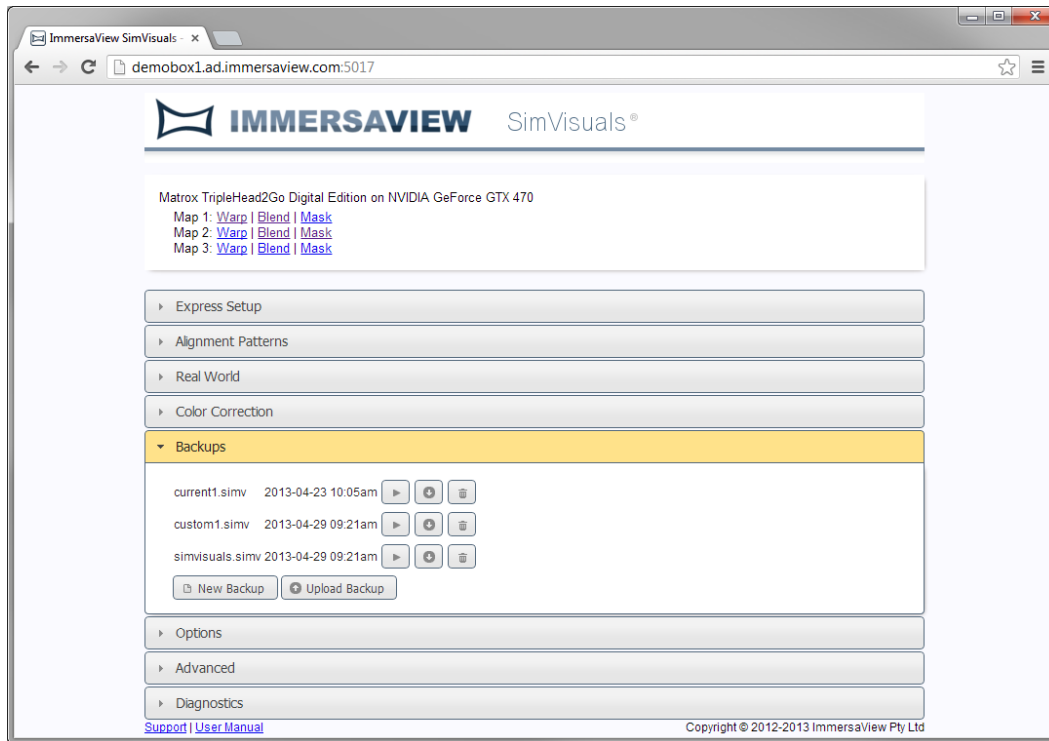 ImmersaView SimVisuals -
demobox1.ad.immersaview.com:5017
IMMERSAVIEW SimVisuals ®
Matrox TripleHead2Go Digital Edition on NVIDIA GeForce GTX 470
Map 1: Warp | Blend | Mask
Map 2: Warp | Blend | Mask
Map 3: Warp | Blend | Mask
Express Setup
Alignment Patterns
Real World
Color Correction
Backups
current1.simv 2013-04-23 10:05am
custom1.simv 2013-04-29 09:21am
simvisuals.simv 2013-04-29 09:21am
New Backup Upload Backup
Options
Advanced
Diagnostics
Support | User Manual Copyright © 2012-2013 ImmersaView Pty Ltd